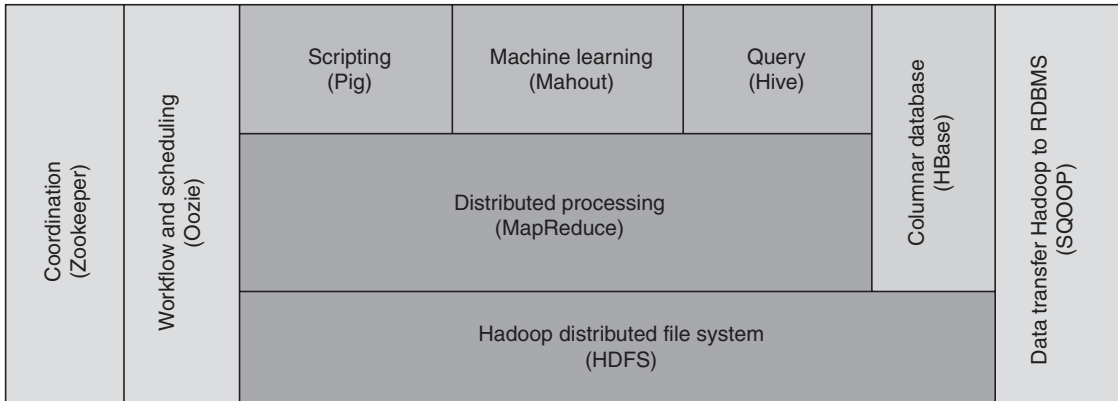 Coordination
(Zookeeper)
Workflow and scheduling
(Oozie)
Scripting
(Pig)
Machine learning
(Mahout)
Query
(Hive)
Distributed processing
(MapReduce)
Hadoop distributed file system
(HDFS)
Columnar database
(HBase)
Data transfer Hadoop to RDBMS
(SQOOP)